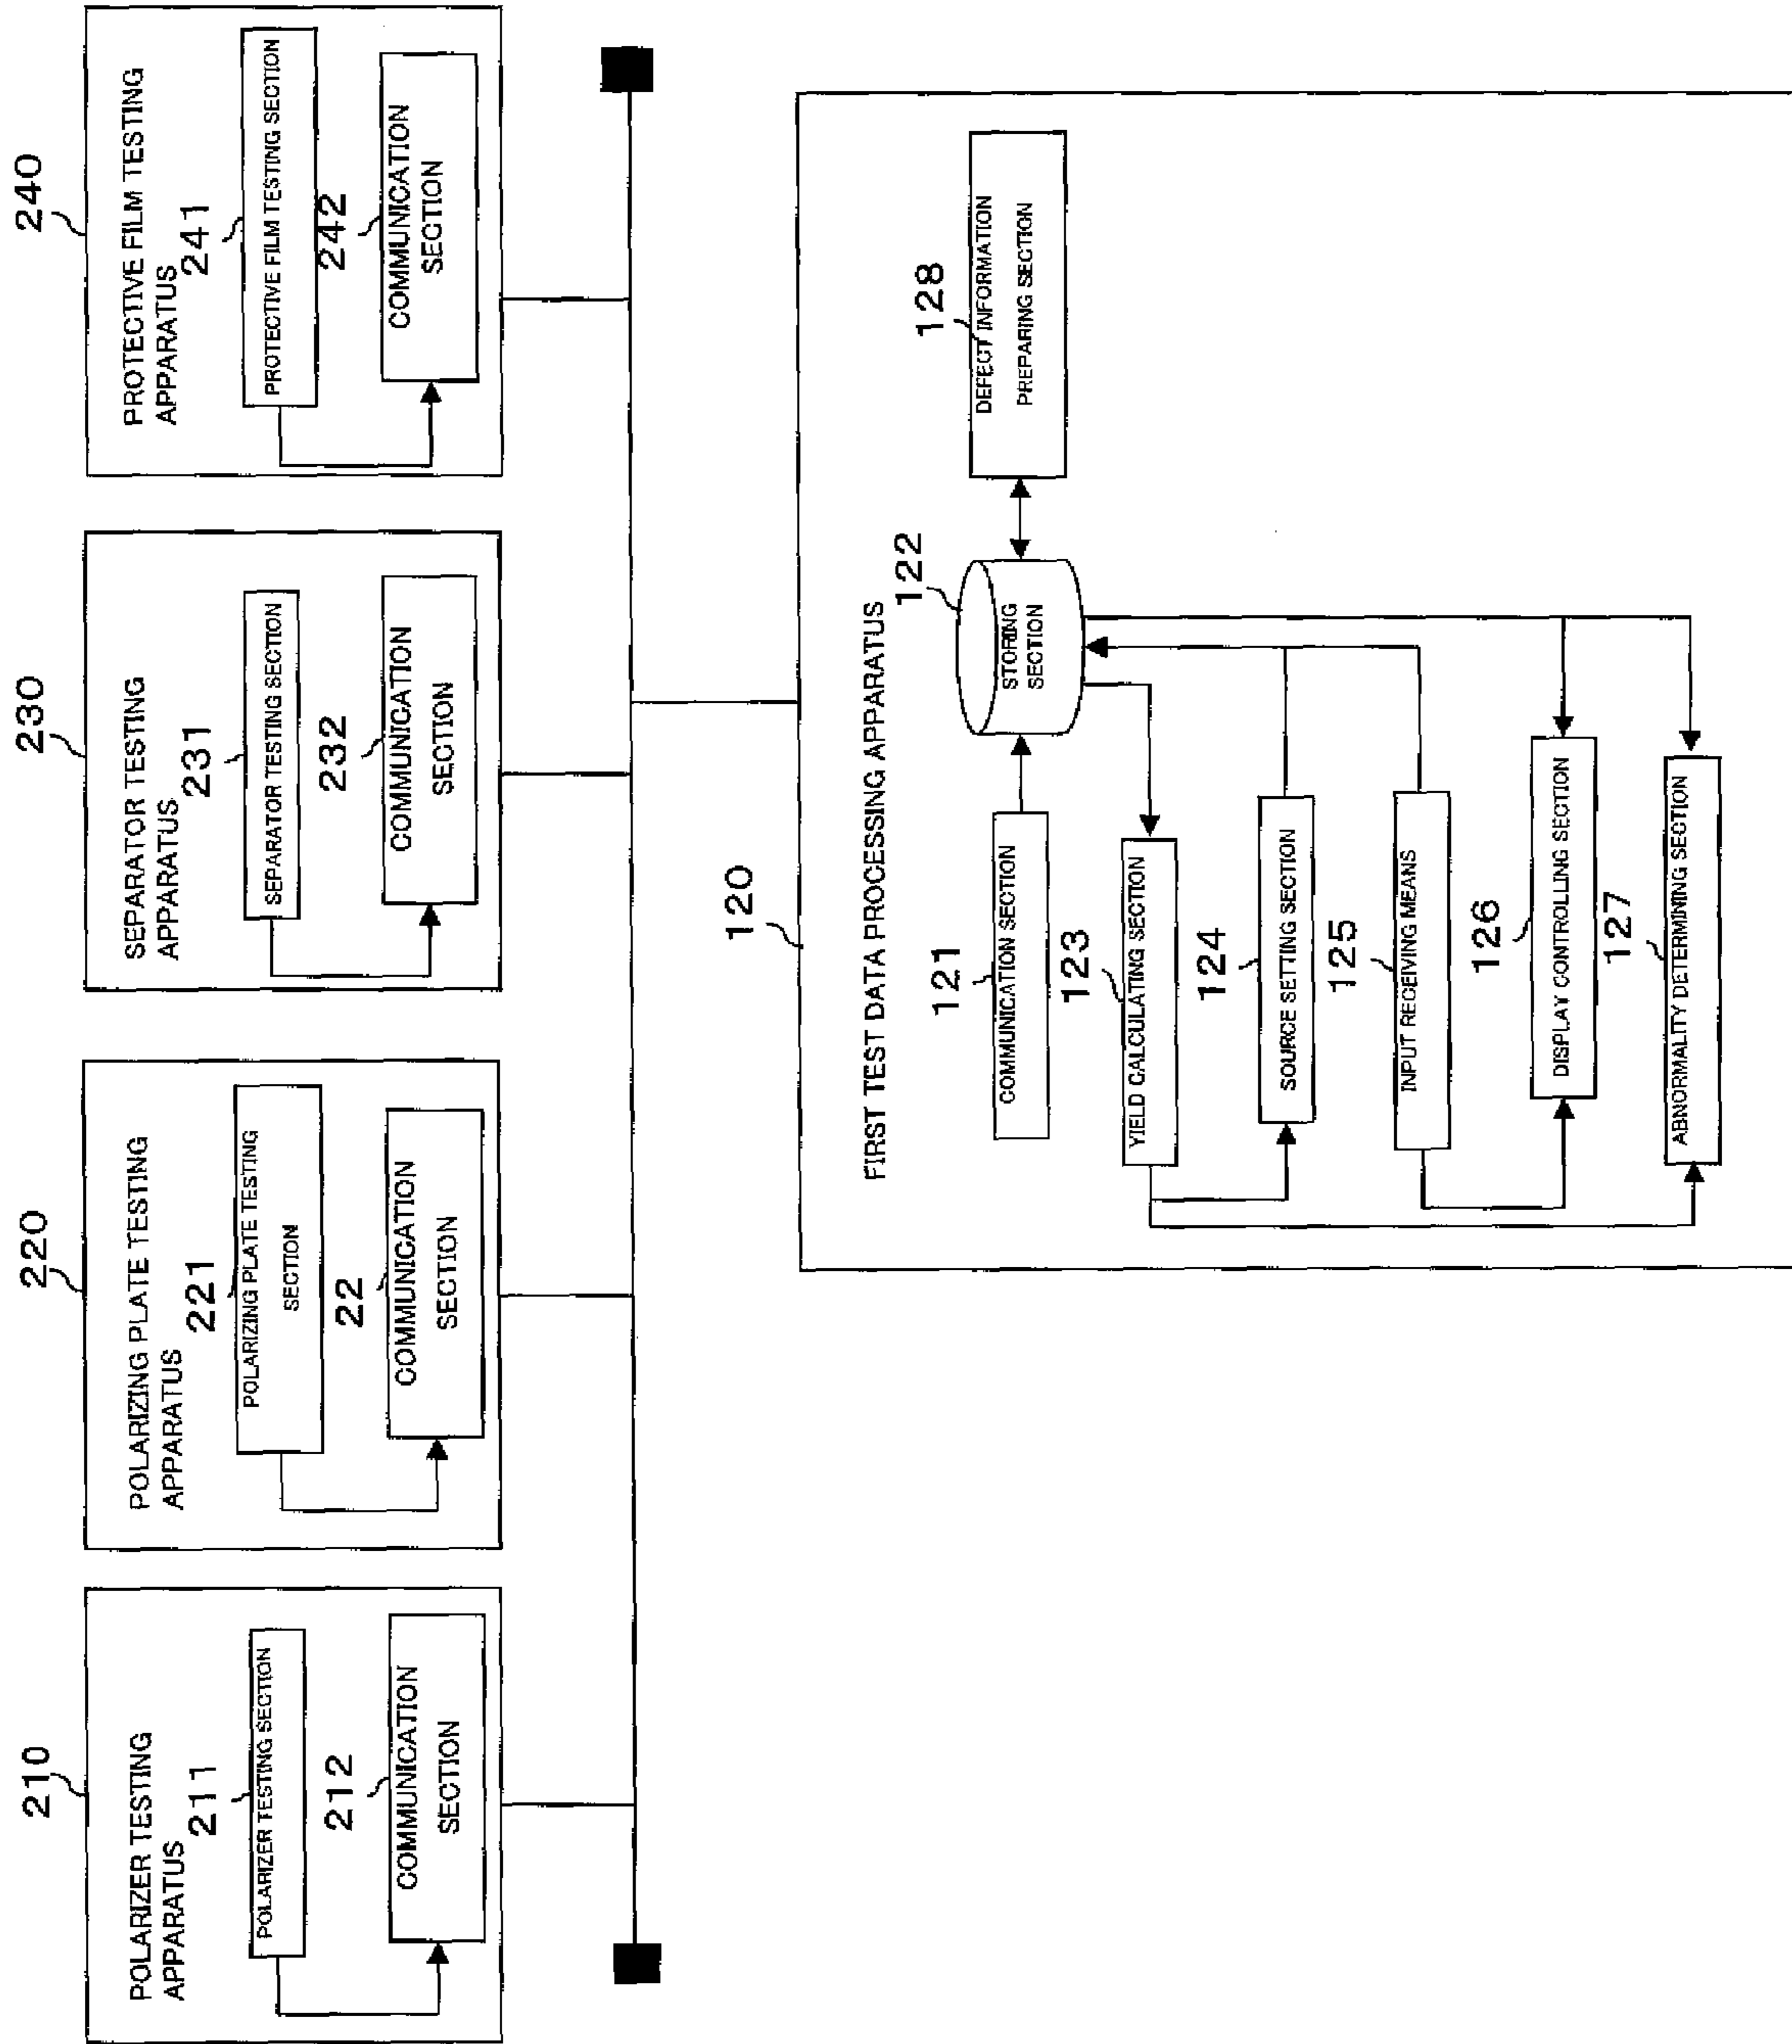 210
POLARIZER TESTING
APPARATUS
211
POLARIZER TESTING SECTION
212
COMMUNICATION
SECTION
220
POLARIZING PLATE TESTING
APPARATUS
221
POLARIZING PLATE TESTING
SECTION
22
COMMUNICATION
SECTION
230
SEPARATOR TESTING
APPARATUS
231
SEPARATOR TESTING SECTION
232
COMMUNICATION
SECTION
240
PROTECTIVE FILM TESTING
APPARATUS
241
PROTECTIVE FILM TESTING SECTION
242
COMMUNICATION
SECTION
120
FIRST TEST DATA PROCESSING APPARATUS
121
COMMUNICATION SECTION
122
STORING
SECTION
128
DEFECT INFORMATION
PREPARING SECTION
123
YIELD CALCULATING SECTION
124
SOURCE SETTING SECTION
125
INPUT RECEIVING MEANS
126
DISPLAY CONTROLLING SECTION
127
ABNORMALITY DETERMINING SECTION